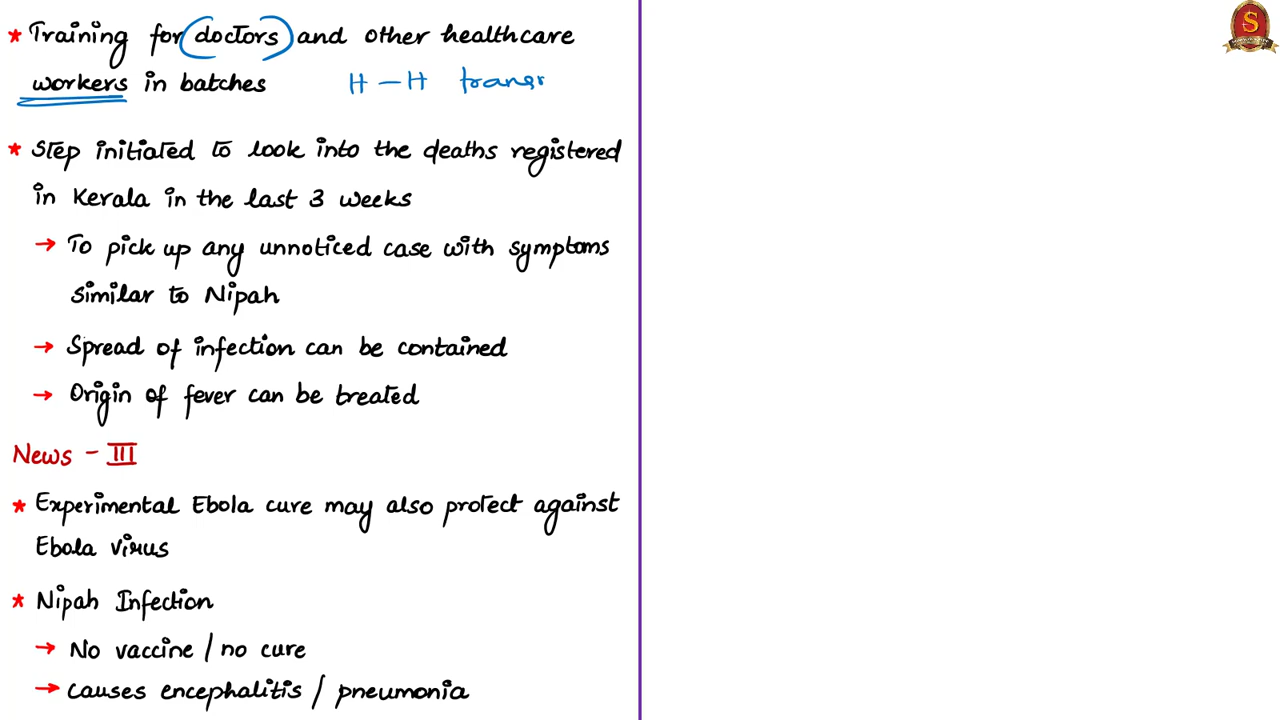 * Training for (doctors) and other healthcare
workers in batches H - H transr
* Step initiated to look into the deaths registered
in Kerala in the last 3 weeks
→ To pick up any unnoticed case with symptoms
similar to Nipah
→ Spread of infection can be contained
→ Origin of fever can be treated
News - III
* Experimental Ebola cure may also protect against
Ebola virus
* Nipah Infection
→ No vaccine / no cure
→ causes encephalitis / pneumonia
S